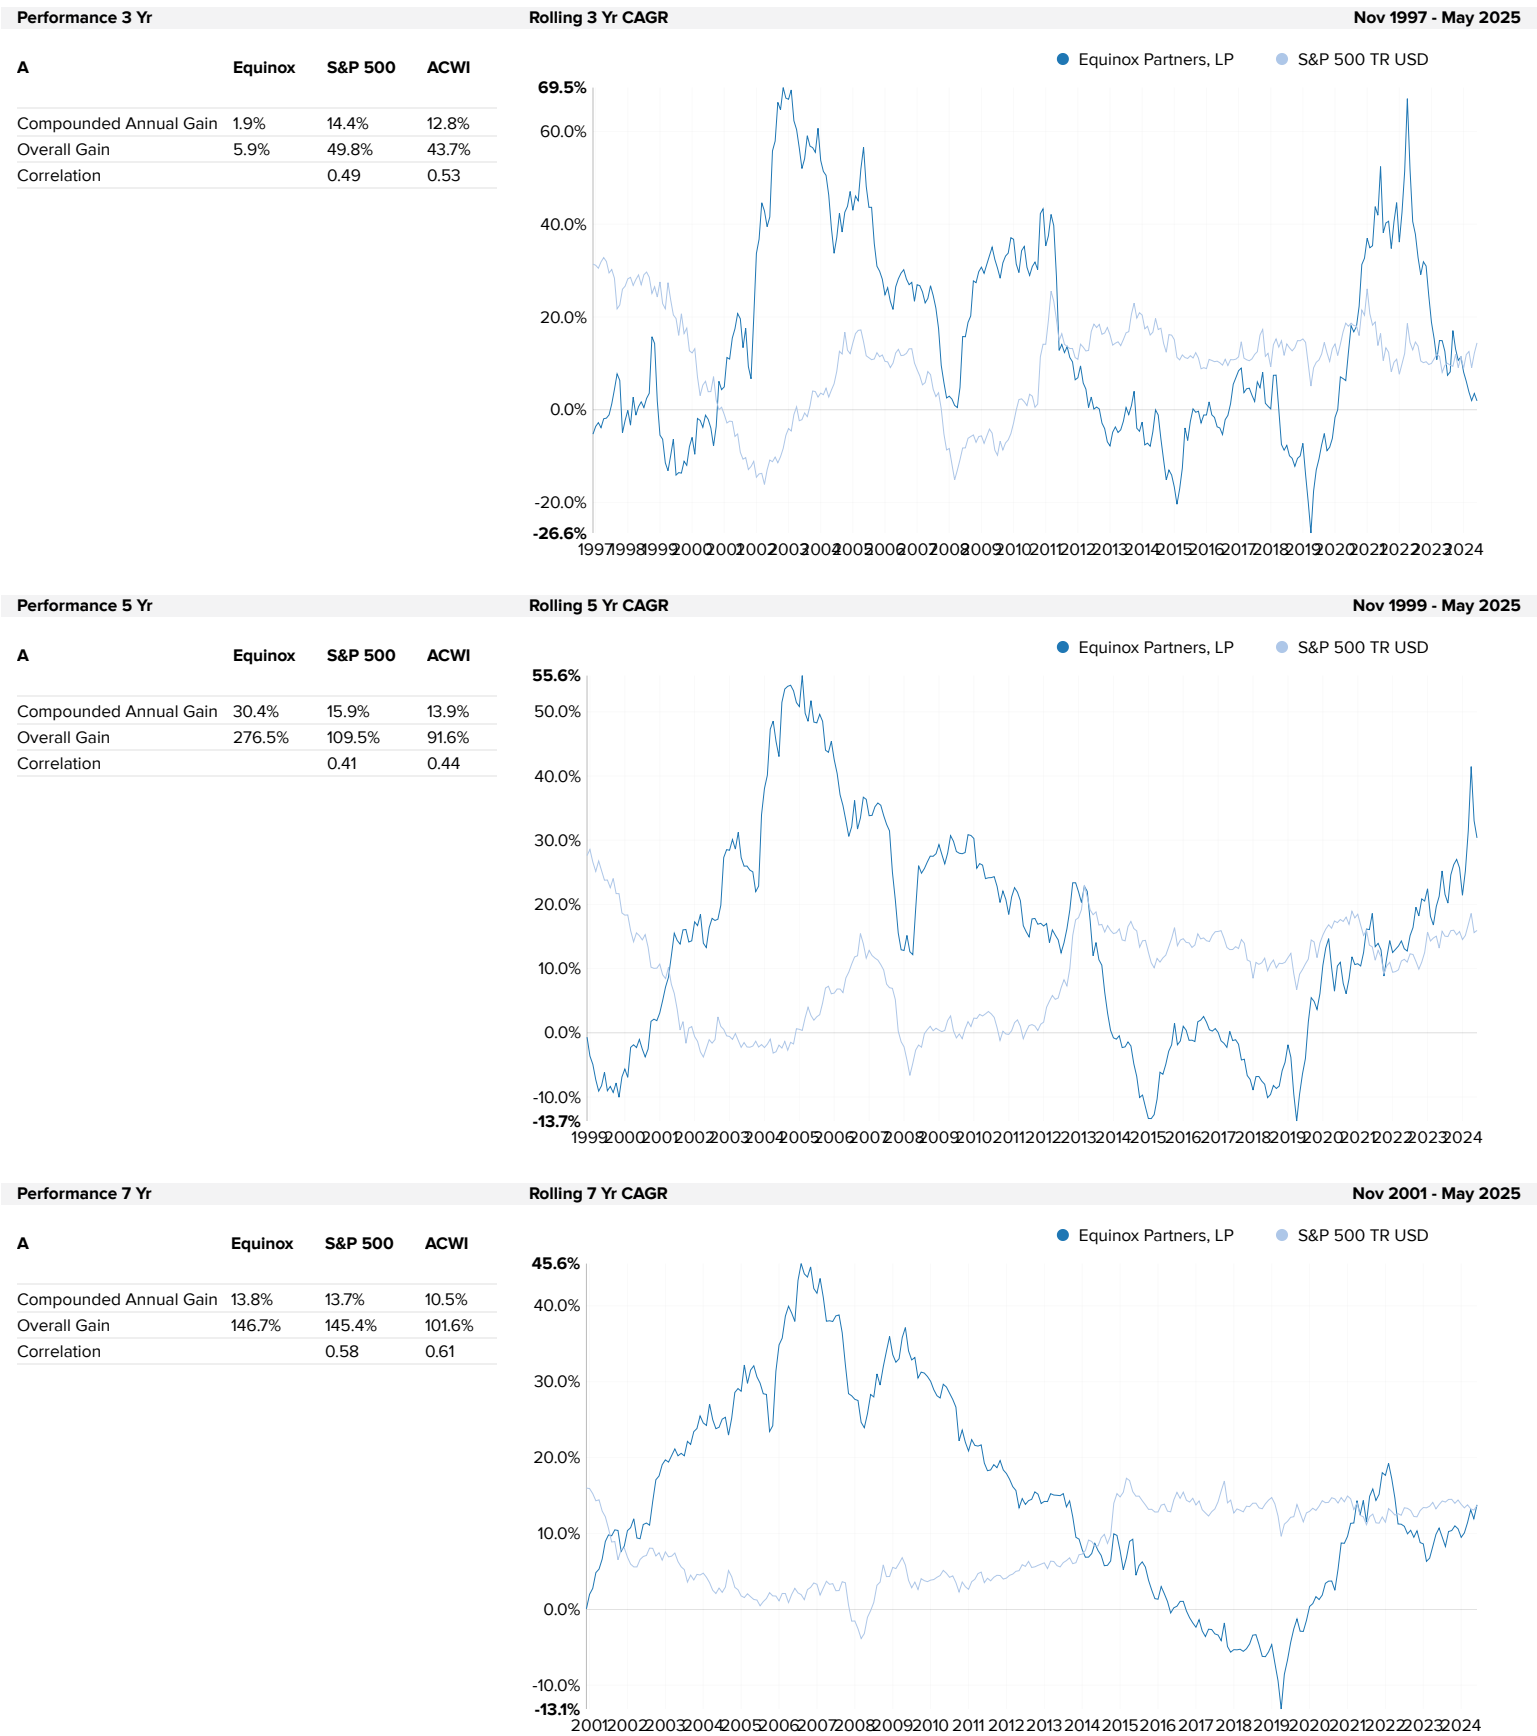 Performance 3 Yr
Rolling 3 Yr CAGR
Nov 1997 - May 2025
A Equinox S&P 500 ACWI
Compounded Annual Gain 1.9% 14.4% 12.8%
Overall Gain 5.9% 49.8% 43.7%
Correlation 0.49 0.53
Equinox Partners, LP
S&P 500 TR USD
69.5%
60.0%
40.0%
20.0%
0.0%
-20.0%
-26.6%
1997 1998 1999 2000 2001 2002 2003 2004 2005 2006 2007 2008 2009 2010 2011 2012 2013 2014 2015 2016 2017 2018 2019 2020 2021 2022 2023 2024
Performance 5 Yr
Rolling 5 Yr CAGR
Nov 1999 - May 2025
A Equinox S&P 500 ACWI
Compounded Annual Gain 30.4% 15.9% 13.9%
Overall Gain 276.5% 109.5% 91.6%
Correlation 0.41 0.44
Equinox Partners, LP
S&P 500 TR USD
55.6%
50.0%
40.0%
30.0%
20.0%
10.0%
0.0%
-10.0%
-13.7%
1999 2000 2001 2002 2003 2004 2005 2006 2007 2008 2009 2010 2011 2012 2013 2014 2015 2016 2017 2018 2019 2020 2021 2022 2023 2024
Performance 7 Yr
Rolling 7 Yr CAGR
Nov 2001 - May 2025
A Equinox S&P 500 ACWI
Compounded Annual Gain 13.8% 13.7% 10.5%
Overall Gain 146.7% 145.4% 101.6%
Correlation 0.58 0.61
Equinox Partners, LP
S&P 500 TR USD
45.6%
40.0%
30.0%
20.0%
10.0%
0.0%
-10.0%
-13.1%
2001 2002 2003 2004 2005 2006 2007 2008 2009 2010 2011 2012 2013 2014 2015 2016 2017 2018 2019 2020 2021 2022 2023 2024